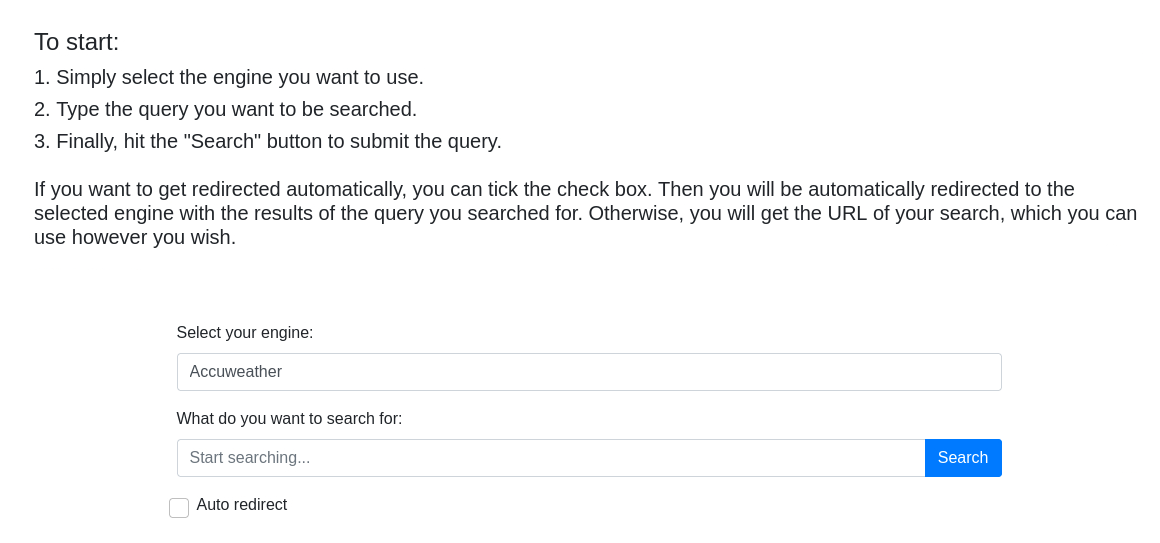 To start:
1. Simply select the engine you want to use.
2. Type the query you want to be searched.
3. Finally, hit the "Search" button to submit the query.
If you want to get redirected automatically, you can tick the check box. Then you will be automatically redirected to the
selected engine with the results of the query you searched for. Otherwise, you will get the URL of your search, which you can
use however you wish.
Select your engine:
Accuweather
What do you want to search for:
Start searching...
Search
Auto redirect